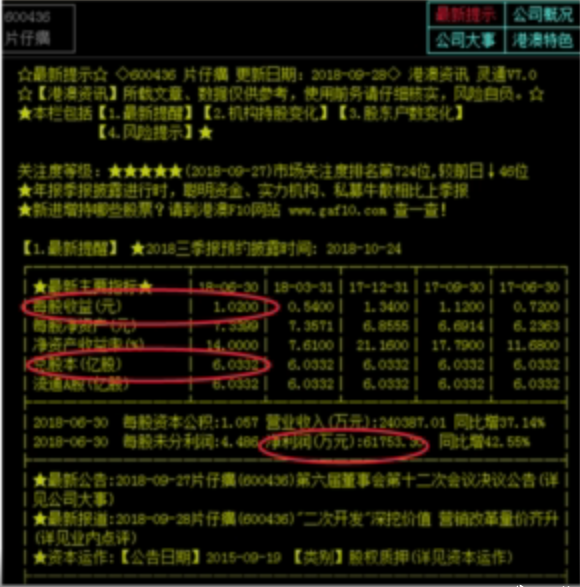 600436
片仔癀
最新提示 公司概况
公司大事 港澳特色
☆最新提示☆ ◇600436 片仔癀 更新日期: 2018-09-28◇ 港澳资讯 灵通V7.0
☆【港澳资讯】所载文章、数据仅供参考，使用前务请仔细核实，风险自负。☆
★本栏包括【1.最新提醒】【2.机构持股变化】【3.股东户数变化】
【4.风险提示】★
关注度等级: ★★★★★(2018-09-27)市场关注度排名第724位,较前日↓46位
★年报季报披露进行时，聪明资金、实力机构、私募牛散相比上季报
★新进增持哪些股票？请到港澳F10网站 www.gaf10.com 查一查!
【1.最新提醒】 ★2018三季报预约披露时间: 2018-10-24
★最新主要指标★ 18-06-30 18-03-31 17-12-31 17-09-30 17-06-30
每股收益(元) 1.0200 0.5400 1.3400 1.1200 0.7200
每股净资产(元) 7.3399 7.3571 6.8555 6.6914 6.2363
净资产收益率(%) 14.0000 7.6100 21.1600 17.7900 11.6800
总股本(亿股) 6.0332 6.0332 6.0332 6.0332 6.0332
流通A股(亿股) 6.0332 6.0332 6.0332 6.0332 6.0332
2018-06-30 每股资本公积:1.057 营业收入(万元):240387.01 同比增37.14%
2018-06-30 每股未分利润:4.486 净利润(万元) 同比增42.55%
★最新公告:2018-09-27片仔癀(600436)第六届董事会第十二次会议决议公告(详
见公司大事)
★最新报道:2018-09-28片仔癀(600436)"二次开发"深挖价值 营销改革量价齐升
(详见业内点评)
★资本运作:【公告日期】2015-09-19 【类别】股权质押(详见资本运作)